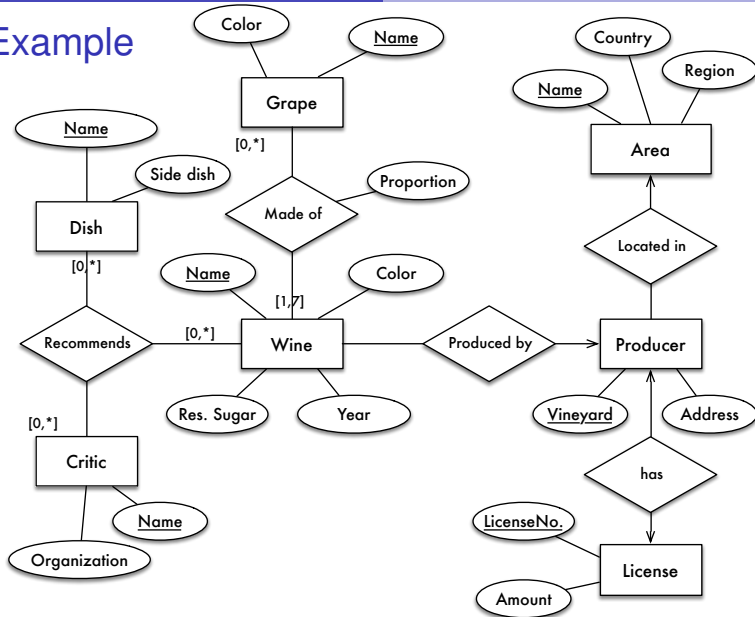 Example
Color
Name
Grape
[0,*]
Made of
Proportion
Name
Side dish
Dish
[0,*]
Recommends
[0,*]
[0,*]
Critic
Name
Organization
Name
Color
[1,7]
Wine
Res. Sugar
Year
Produced by
Country
Name
Region
Area
Located in
Producer
Vineyard
Address
has
LicenseNo.
License
Amount